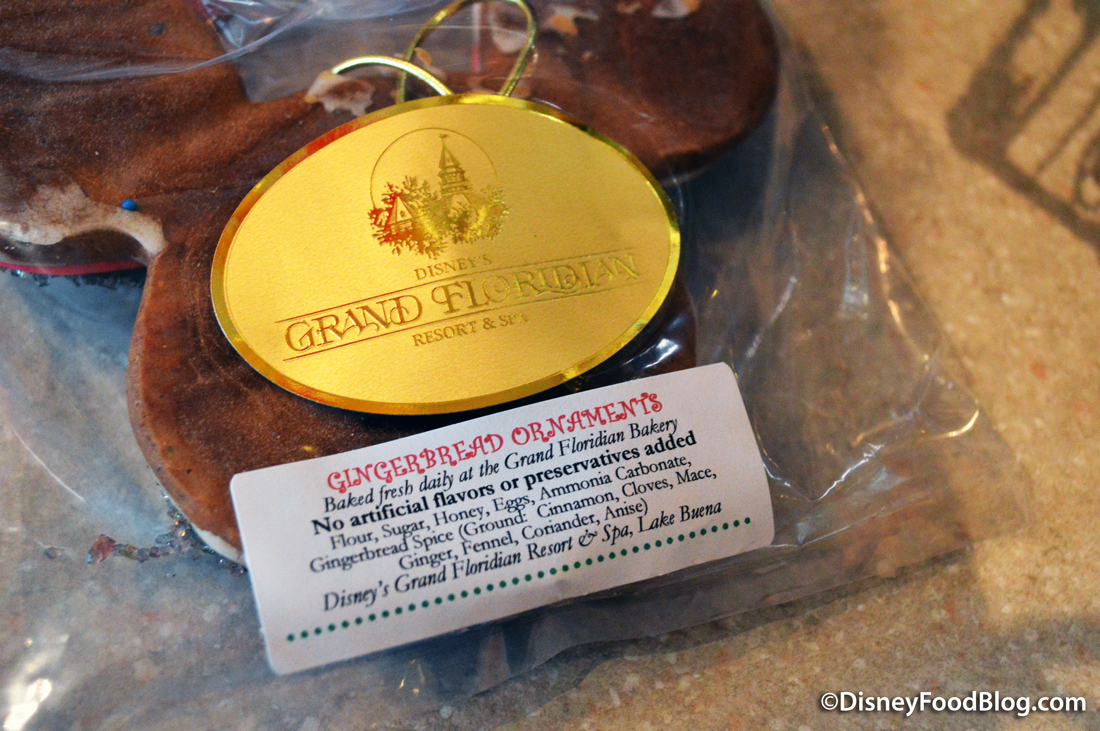 DISNEY'S
GRAND FLORIDIAN
RESORT & SPA
GINGERBREAD ORNAMENTS
Baked fresh daily at the Grand Floridian Bakery
No artificial flavors or preservatives added
Flour, Sugar, Honey, Eggs, Ammonia Carbonate,
Gingerbread Spice (Ground: Cinnamon, Cloves, Mace,
Ginger, Fennel, Coriander, Anise)
Disney's Grand Floridian Resort & Spa, Lake Buena
©DisneyFoodBlog.com